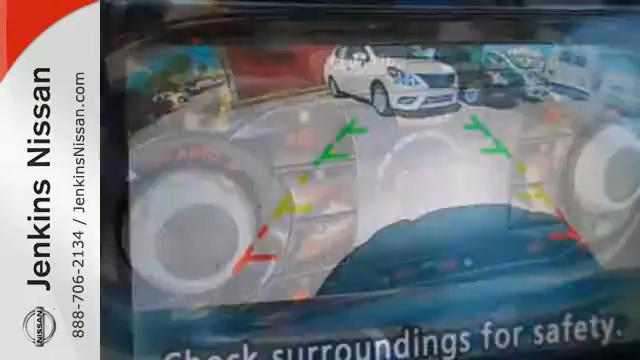 Jenkins Nissan
888-706-2134 / JenkinsNissan.com
NISSAN
Check surroundings for safety.